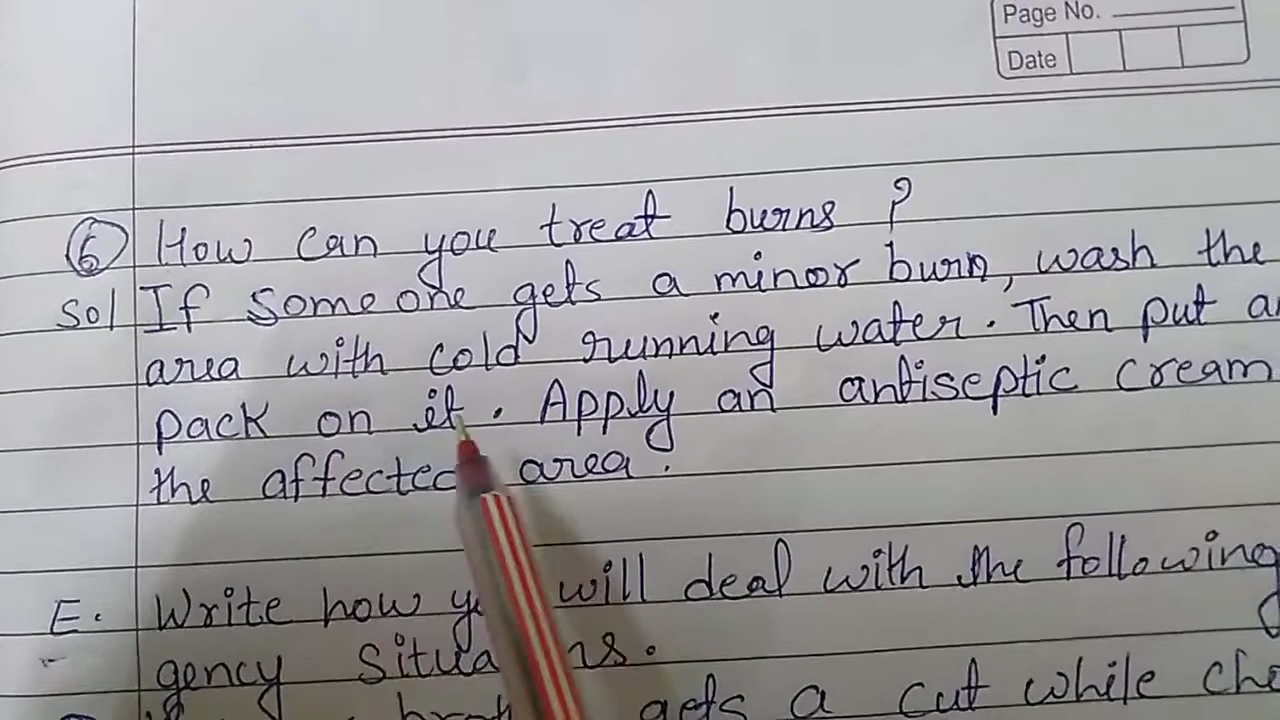 Page No.
Date
6 How can you treat burns ?
Sol If someone gets a minor burn, wash the
area with cold running water. Then put a
pack on it. Apply an antiseptic cream
the affected area.
E. Write how will deal with the following
gency
gets a cut while